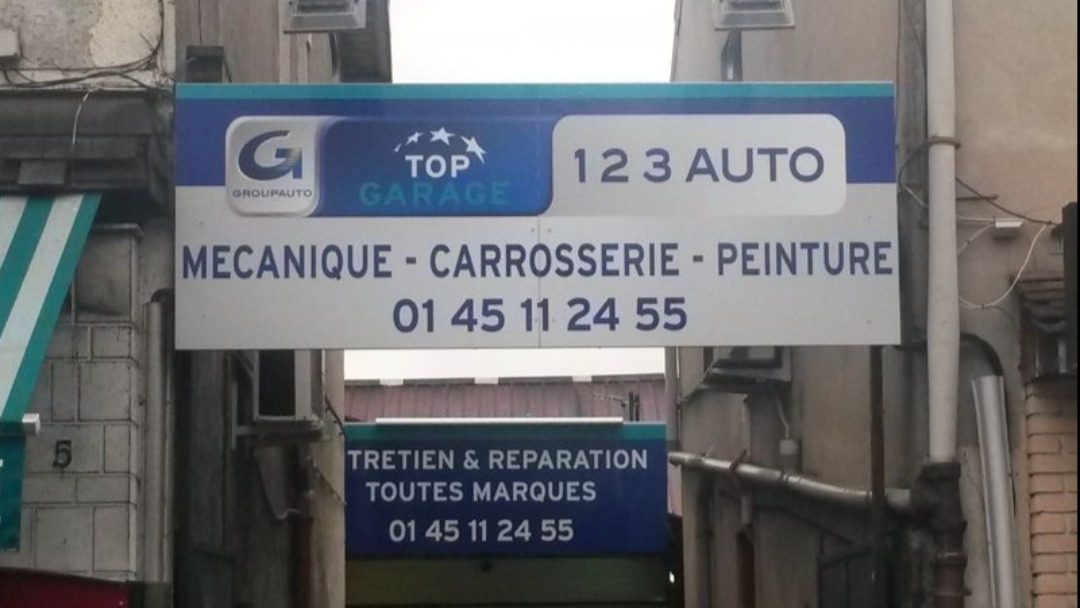 G
GROUPAUTO
TOP
GARAGE
1 2 3 AUTO
MECANIQUE - CARROSSERIE - PEINTURE
01 45 11 24 55
5
TRETIEN & REPARATION
TOUTES MARQUES
01 45 11 24 55